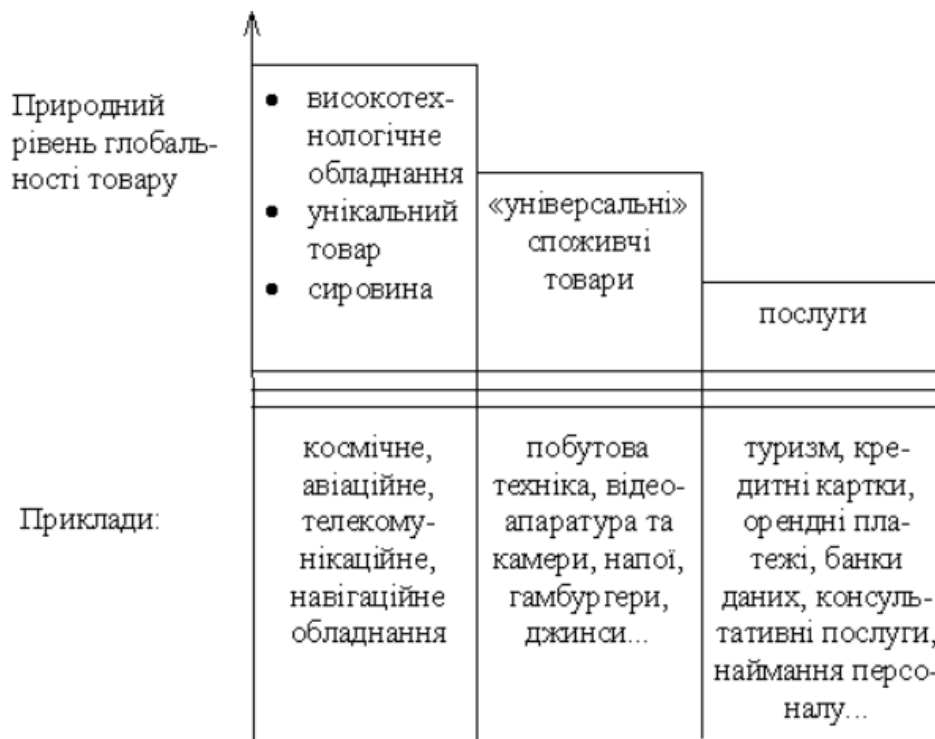 Природний
рівень глобаль-
ності товару
• високотех-
нологічне
обладнання
• унікальний
товар
• сировина
«універсальні»
споживчі
товари
послуги
Приклади:
космічне,
авіаційне,
телекому-
нікаційне,
навігаційне
обладнання
побутова
техніка, відео-
апаратура та
камери, напої,
гамбургери,
джинси...
туризм, кре-
дитні картки,
орендні пла-
тежі, банки
даних, консуль-
тативні послуги,
наймання персо-
налу...